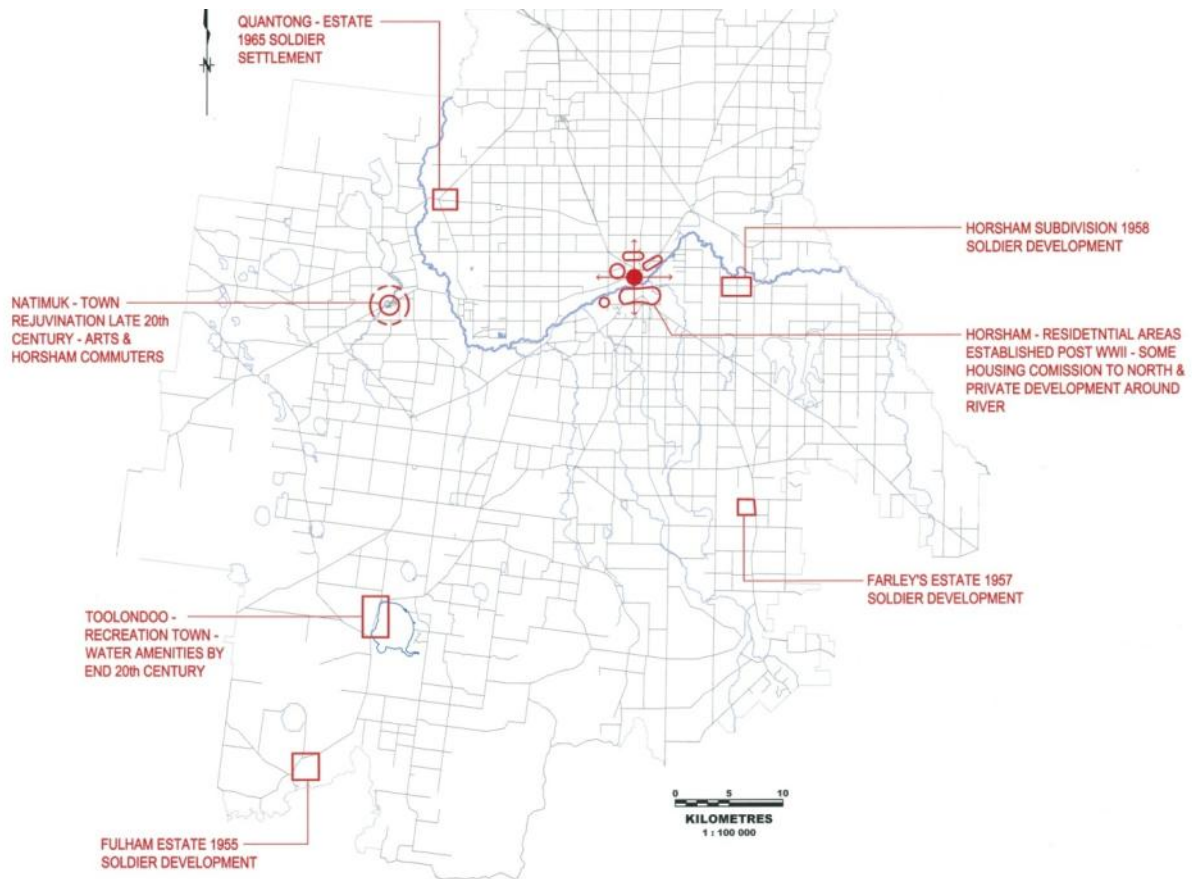 QUANTONG - ESTATE
1965 SOLDIER
SETTLEMENT
N
HORSHAM SUBDIVISION 1958
SOLDIER DEVELOPMENT
NATIMUK - TOWN
REJUVINATION LATE 20th
CENTURY - ARTS &
HORSHAM COMMUTERS
HORSHAM - RESIDETNTIAL AREAS
ESTABLISHED POST WWII - SOME
HOUSING COMISSION TO NORTH &
PRIVATE DEVELOPMENT AROUND
RIVER
FARLEY'S ESTATE 1957
SOLDIER DEVELOPMENT
TOOLONDOO -
RECREATION TOWN -
WATER AMENITIES BY
END 20th CENTURY
0 5 10
KILOMETRES
1 : 100 000
FULHAM ESTATE 1955
SOLDIER DEVELOPMENT